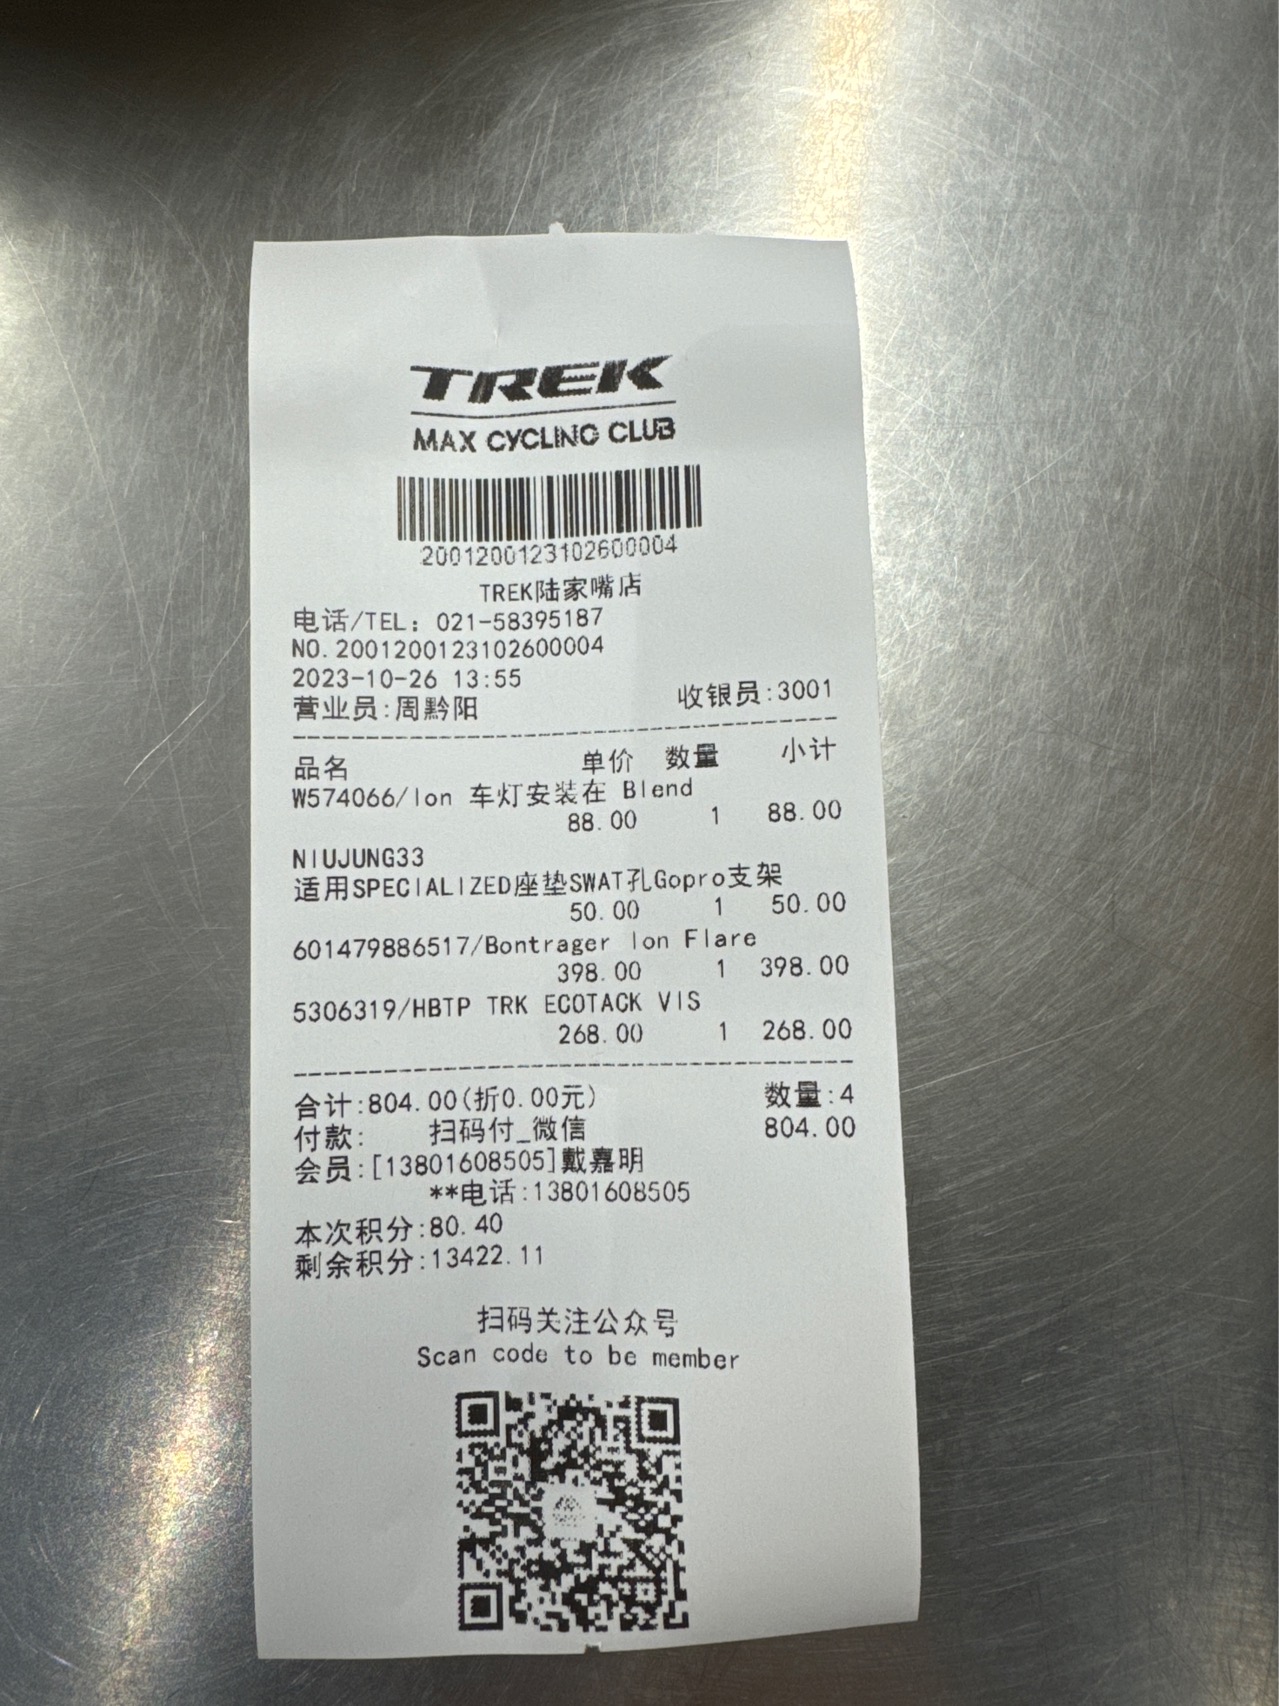 TREK
MAX CYCLING CLUB
2001200123102600004
TREK陆家嘴店
电话/TEL: 021-58395187
NO.2001200123102600004
2023-10-26 13:55
营业员:周黔阳 收银员:3001
品名 单价 数量 小计
W574066/Ion 车灯安装在 Blend
88.00 1 88.00
NIUJUNG33
适用SPECIALIZED座垫SWAT孔Gopro支架
50.00 1 50.00
601479886517/Bontrager Ion Flare
398.00 1 398.00
5306319/HBTP TRK ECOTACK VIS
268.00 1 268.00
合计:804.00(折0.00元) 数量:4
付款: 扫码付_微信 804.00
会员:[13801608505]戴嘉明
**电话:13801608505
本次积分:80.40
剩余积分:13422.11
扫码关注公众号
Scan code to be member